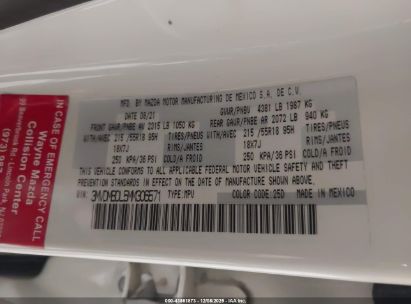 IN CASE OF EMERGENCY CALL
Wayne Mazda
Collision Center
MFD. BY MAZDA MOTOR MANUFACTURING DE MEXICO S.A. DE C.V.
DATE 08/21 GVWR/PNBV 4381 LB 1987 KG
FRONT GAWR/PNBE AV 2315 LB 1050 KG REAR GAWR/PNBE AR 2072 LB 940 KG
WITH/AVEC 215/55R18 95H TIRES/PNEUS WITH/AVEC 215/55R18 95H TIRES/PNEUS
18X7J RIMS/JANTES 18X7J RIMS/JANTES
250 KPA/36 PSI COLD/A FROID 250 KPA/36 PSI COLD/A FROID
THIS VEHICLE CONFORMS TO ALL APPLICABLE FEDERAL MOTOR VEHICLE SAFETY AND THEFT
PREVENTION STANDARDS IN EFFECT ON THE DATE OF MANUFACTURE SHOWN ABOVE.
TYPE:MPV COLOR CODE:25D MADE IN MEXICO